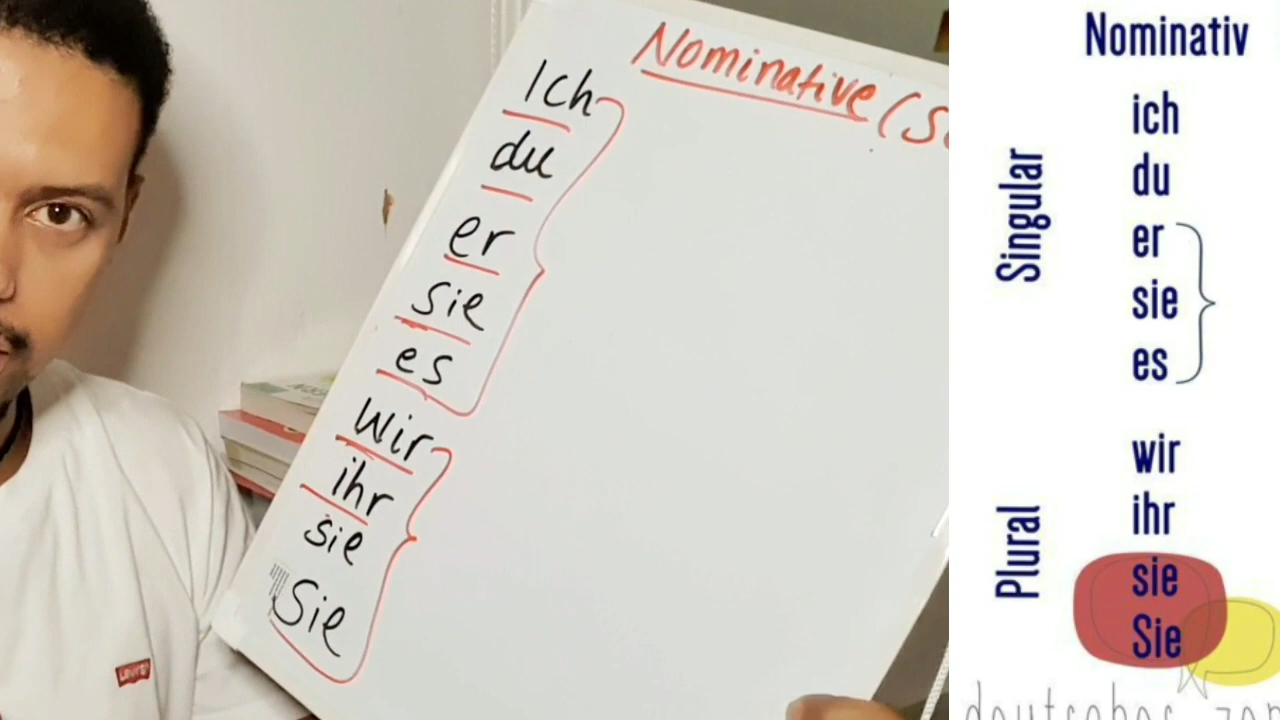 Nominative (S
Ich
du
er
sie
es
Wir
ihr
sie
Sie
Levi's
Nominativ
Singular
ich
du
er
sie
es
Plural
wir
ihr
sie
Sie